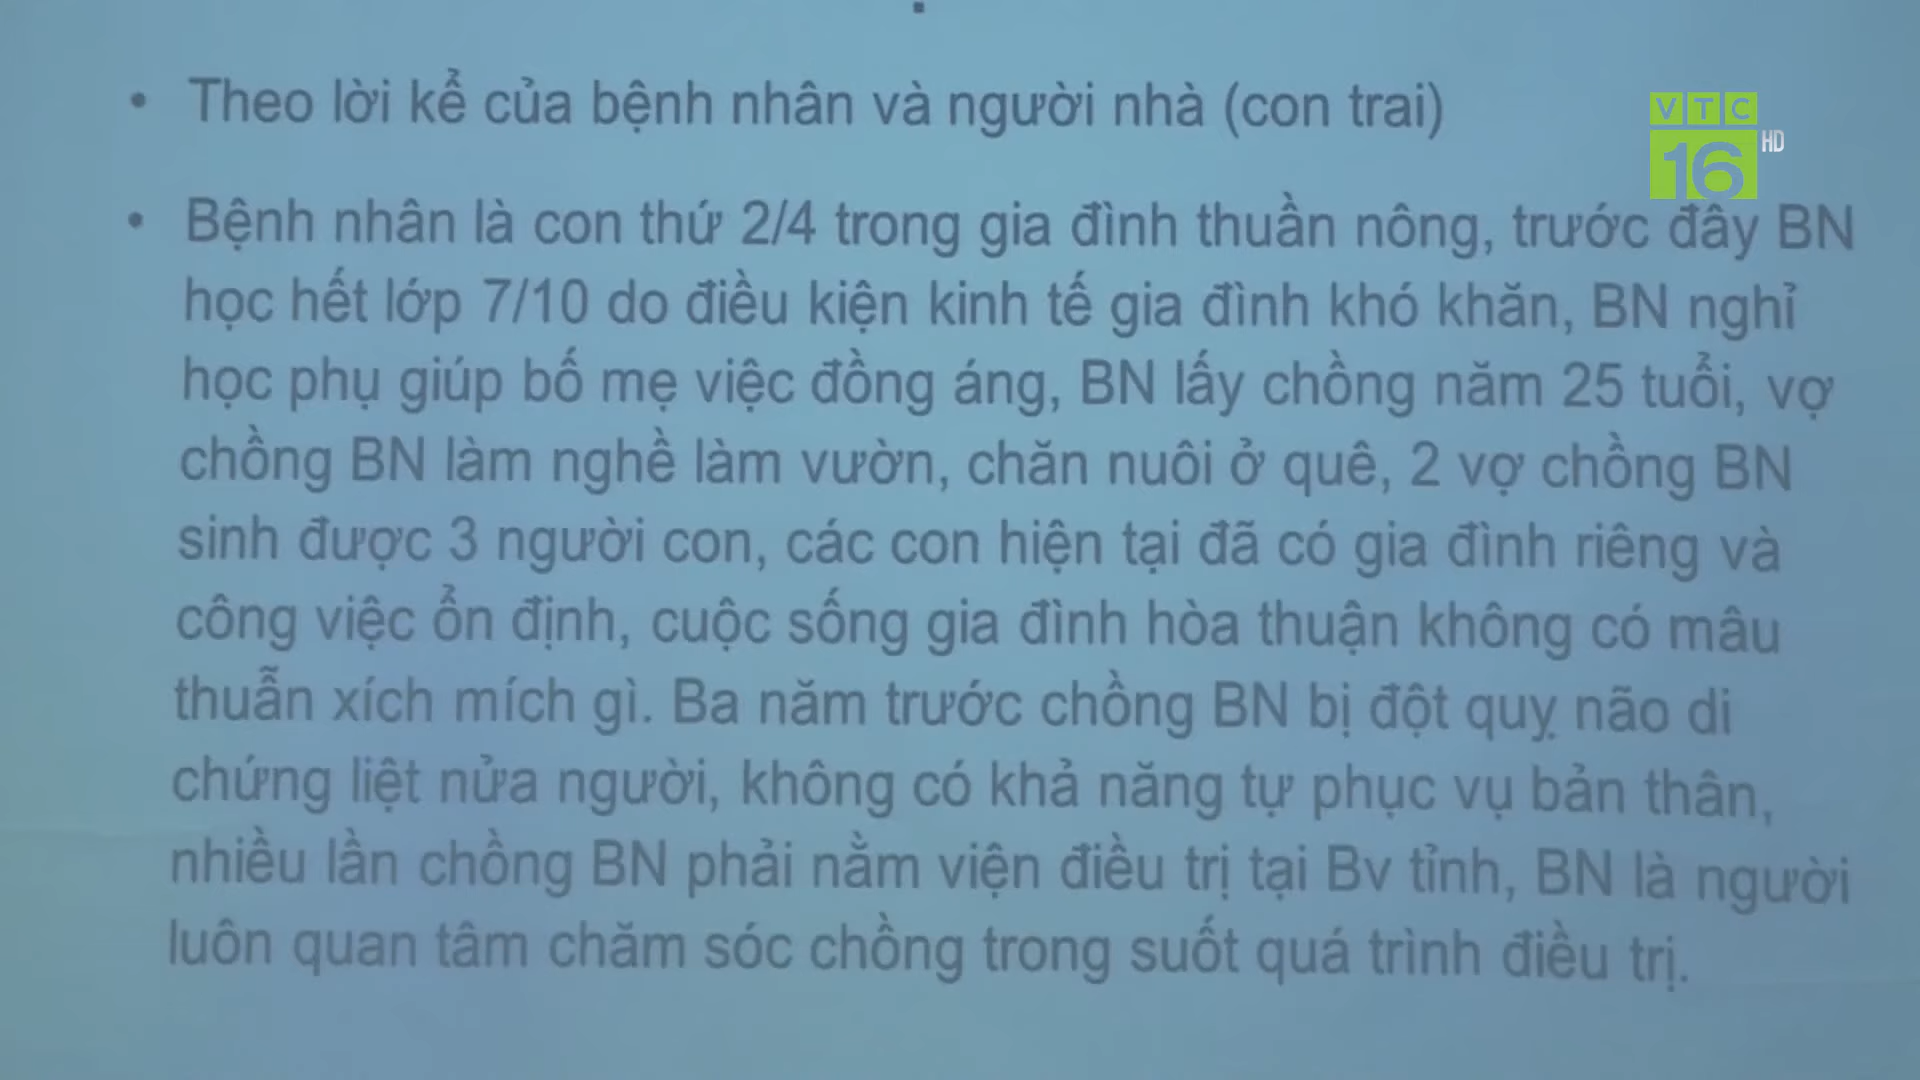 • Theo lời kể của bệnh nhân và người nhà (con trai)
VTC
16 HD
• Bệnh nhân là con thứ 2/4 trong gia đình thuần nông, trước đây BN
học hết lớp 7/10 do điều kiện kinh tế gia đình khó khăn, BN nghỉ
học phụ giúp bố mẹ việc đồng áng, BN lấy chồng năm 25 tuổi, vợ
chồng BN làm nghề làm vườn, chăn nuôi ở quê, 2 vợ chồng BN
sinh được 3 người con, các con hiện tại đã có gia đình riêng và
công việc ổn định, cuộc sống gia đình hòa thuận không có mâu
thuẫn xích mích gì. Ba năm trước chồng BN bị đột quỵ não di
chứng liệt nửa người, không có khả năng tự phục vụ bản thân,
nhiều lần chồng BN phải nằm viện điều trị tại Bv tỉnh, BN là người
luôn quan tâm chăm sóc chồng trong suốt quá trình điều trị.